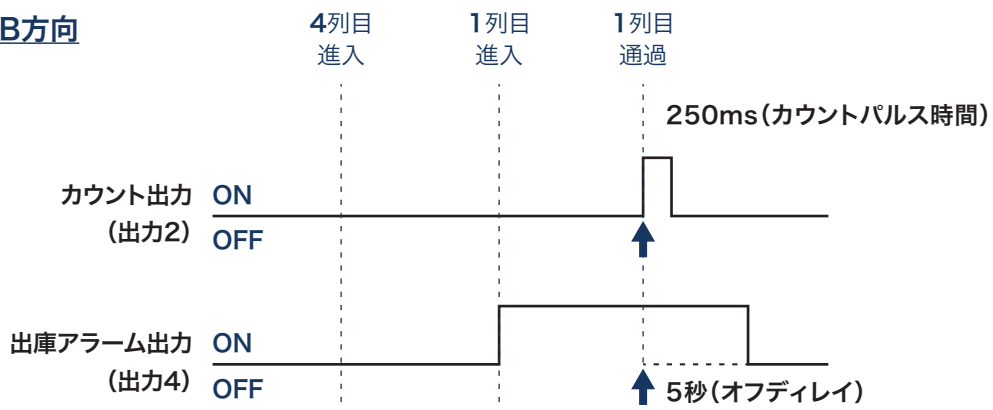 B方向
4列目
進入
1列目
進入
1列目
通過
250ms(カウントパルス時間)
カウント出力 ON
(出力2) OFF
出庫アラーム出力 ON
(出力4) OFF
5秒(オフディレイ)